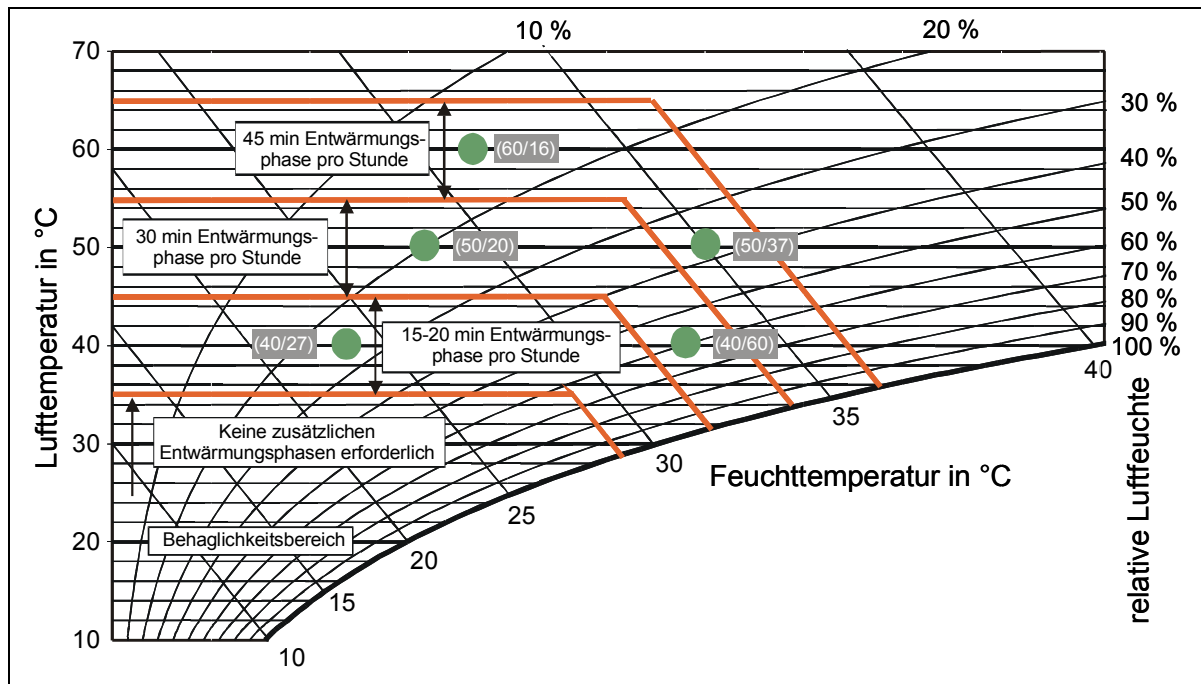 10 %
20 %
70
60
50
40
30
20
10
Lufttemperatur in °C
45 min Entwärmungs-
phase pro Stunde
(60/16)
30 min Entwärmungs-
phase pro Stunde
(50/20)
(50/37)
(40/27)
15-20 min Entwärmungs-
phase pro Stunde
(40/60)
Keine zusätzlichen
Entwärmungsphasen erforderlich
Behaglichkeitsbereich
30 %
40 %
50 %
60 %
70 %
80 %
90 %
100 %
relative Luftfeuchte
10
15
20
25
30
35
40
Feuchttemperatur in °C